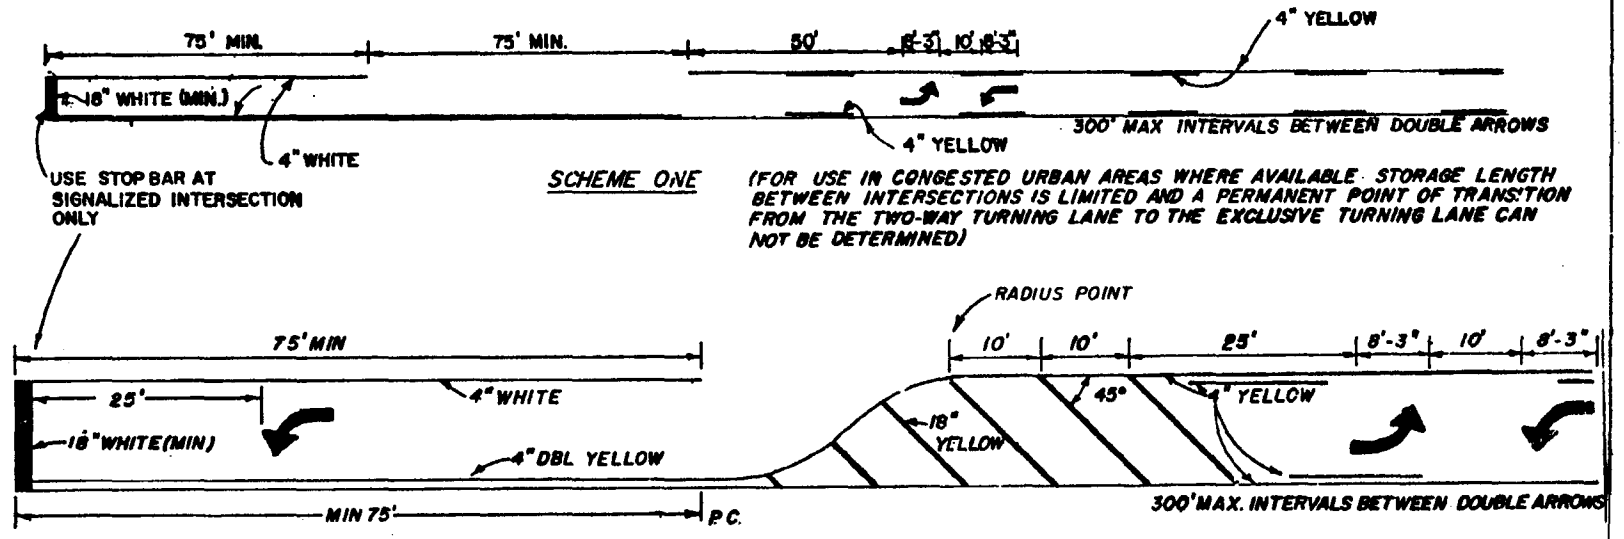 75' MIN.
75' MIN.
50'
8'-3"
10'
8'-3"
4" YELLOW
18" WHITE (MIN.)
300' MAX INTERVALS BETWEEN DOUBLE ARROWS
4" WHITE
4" YELLOW
USE STOP BAR AT
SIGNALIZED INTERSECTION
ONLY
SCHEME ONE
(FOR USE IN CONGESTED URBAN AREAS WHERE AVAILABLE STORAGE LENGTH
BETWEEN INTERSECTIONS IS LIMITED AND A PERMANENT POINT OF TRANSITION
FROM THE TWO-WAY TURNING LANE TO THE EXCLUSIVE TURNING LANE CAN
NOT BE DETERMINED)
RADIUS POINT
75' MIN
10'
10'
25'
8'-3"
10'
8'-3"
25'
4" WHITE
45°
4" YELLOW
18" WHITE (MIN)
18"
YELLOW
4" DBL YELLOW
300' MAX. INTERVALS BETWEEN DOUBLE ARROWS
MIN 75'
P.C.